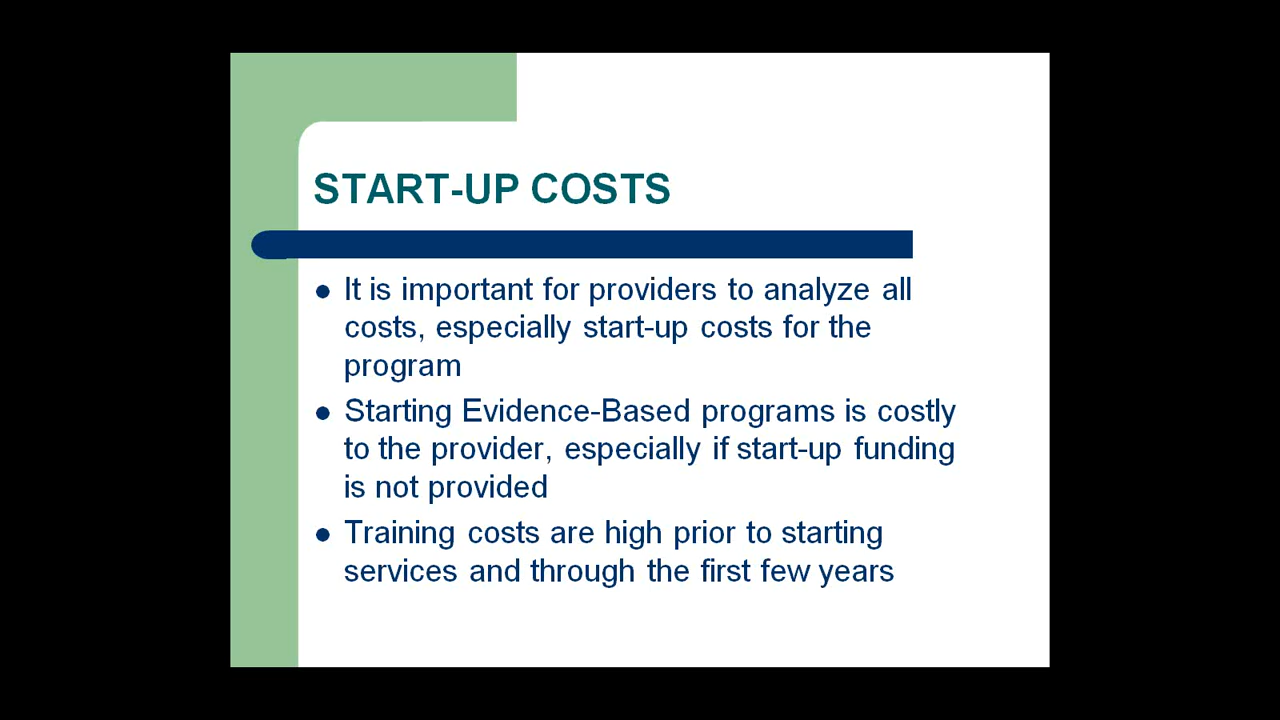 START-UP COSTS
It is important for providers to analyze all
costs, especially start-up costs for the
program
Starting Evidence-Based programs is costly
to the provider, especially if start-up funding
is not provided
Training costs are high prior to starting
services and through the first few years